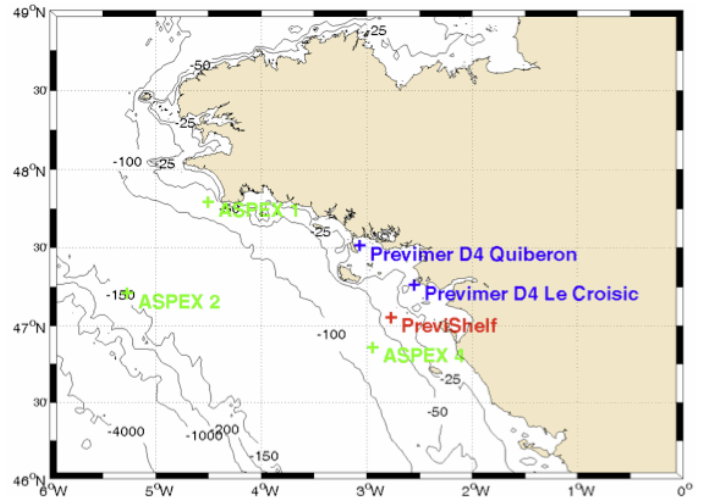 49°N
-25
-50
30'
-25
-100
-25
48°N
ASPEX 1
-50
-25
30'
Previmer D4 Quiberon
Previmer D4 Le Croisic
-150
ASPEX 2
47°N
PreviShelf
-100
ASPEX 4
-25
30'
-50
-4000
-1000
-200
-150
46°N
6°W
5°W
4°W
3°W
2°W
1°W
0°